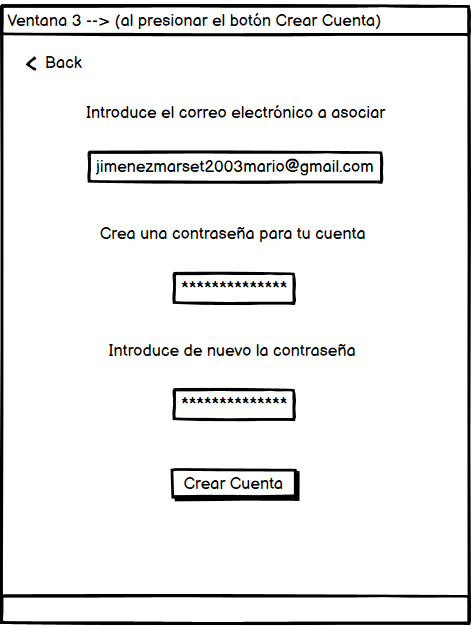 Ventana 3 --> (al presionar el botón Crear Cuenta)
Back
Introduce el correo electrónico a asociar
jimenezmarset2003mario@gmail.com
Crea una contraseña para tu cuenta
**************
Introduce de nuevo la contraseña
**************
Crear Cuenta